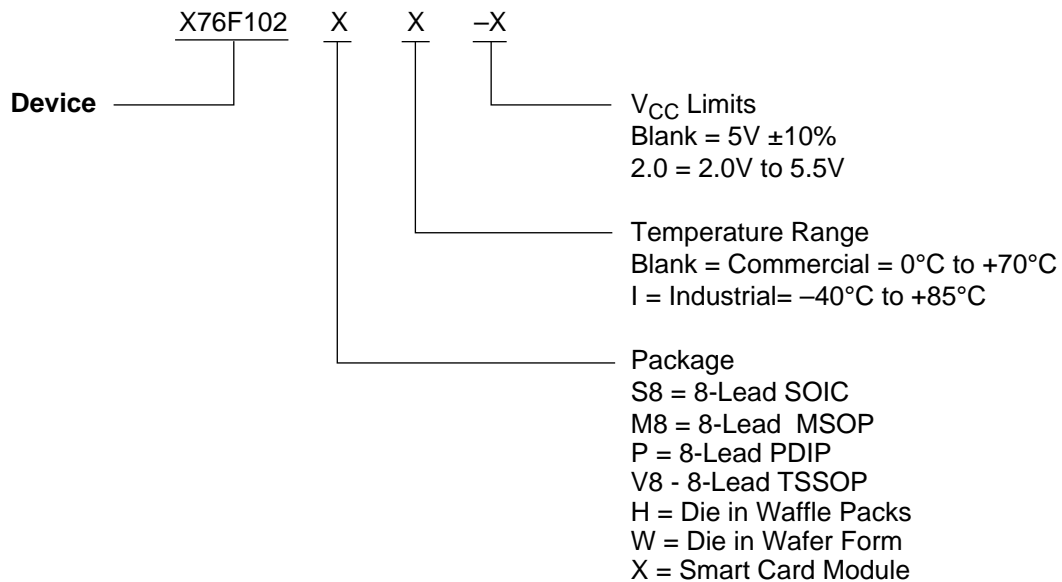 X76F102 X X –X
Device
V_CC Limits
Blank = 5V ±10%
2.0 = 2.0V to 5.5V
Temperature Range
Blank = Commercial = 0°C to +70°C
I = Industrial= –40°C to +85°C
Package
S8 = 8-Lead SOIC
M8 = 8-Lead MSOP
P = 8-Lead PDIP
V8 - 8-Lead TSSOP
H = Die in Waffle Packs
W = Die in Wafer Form
X = Smart Card Module